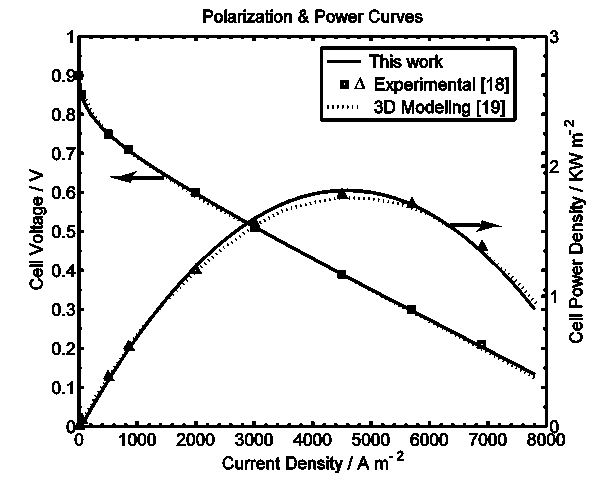 Polarization & Power Curves
This work
Experimental [18]
3D Modeling [19]
Cell Voltage / V
1
0.9
0.8
0.7
0.6
0.5
0.4
0.3
0.2
0.1
0
Cell Power Density / KW m-2
3
2
1
0
0 1000 2000 3000 4000 5000 6000 7000 8000
Current Density / A m-2